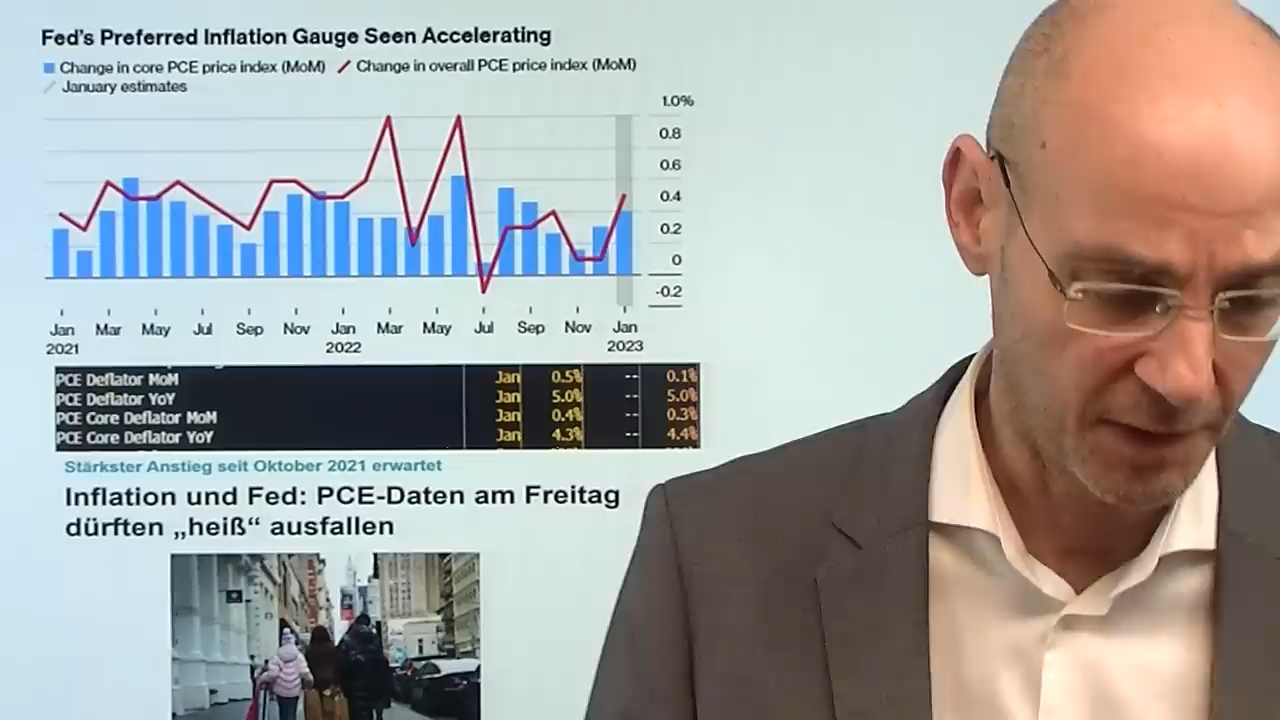 Fed's Preferred Inflation Gauge Seen Accelerating
Change in core PCE price index (MoM) Change in overall PCE price index (MoM)
January estimates
1.0%
0.8
0.6
0.4
0.2
0
-0.2
Jan Mar May Jul Sep Nov Jan Mar May Jul Sep Nov Jan
2021 2022 2023
PCE Deflator MoM Jan 0.5% -- 0.1%
PCE Deflator YoY Jan 5.0% -- 5.0%
PCE Core Deflator MoM Jan 0.4% -- 0.3%
PCE Core Deflator YoY Jan 4.3% -- 4.4%
Stärkster Anstieg seit Oktober 2021 erwartet
Inflation und Fed: PCE-Daten am Freitag
dürften „heiß“ ausfallen